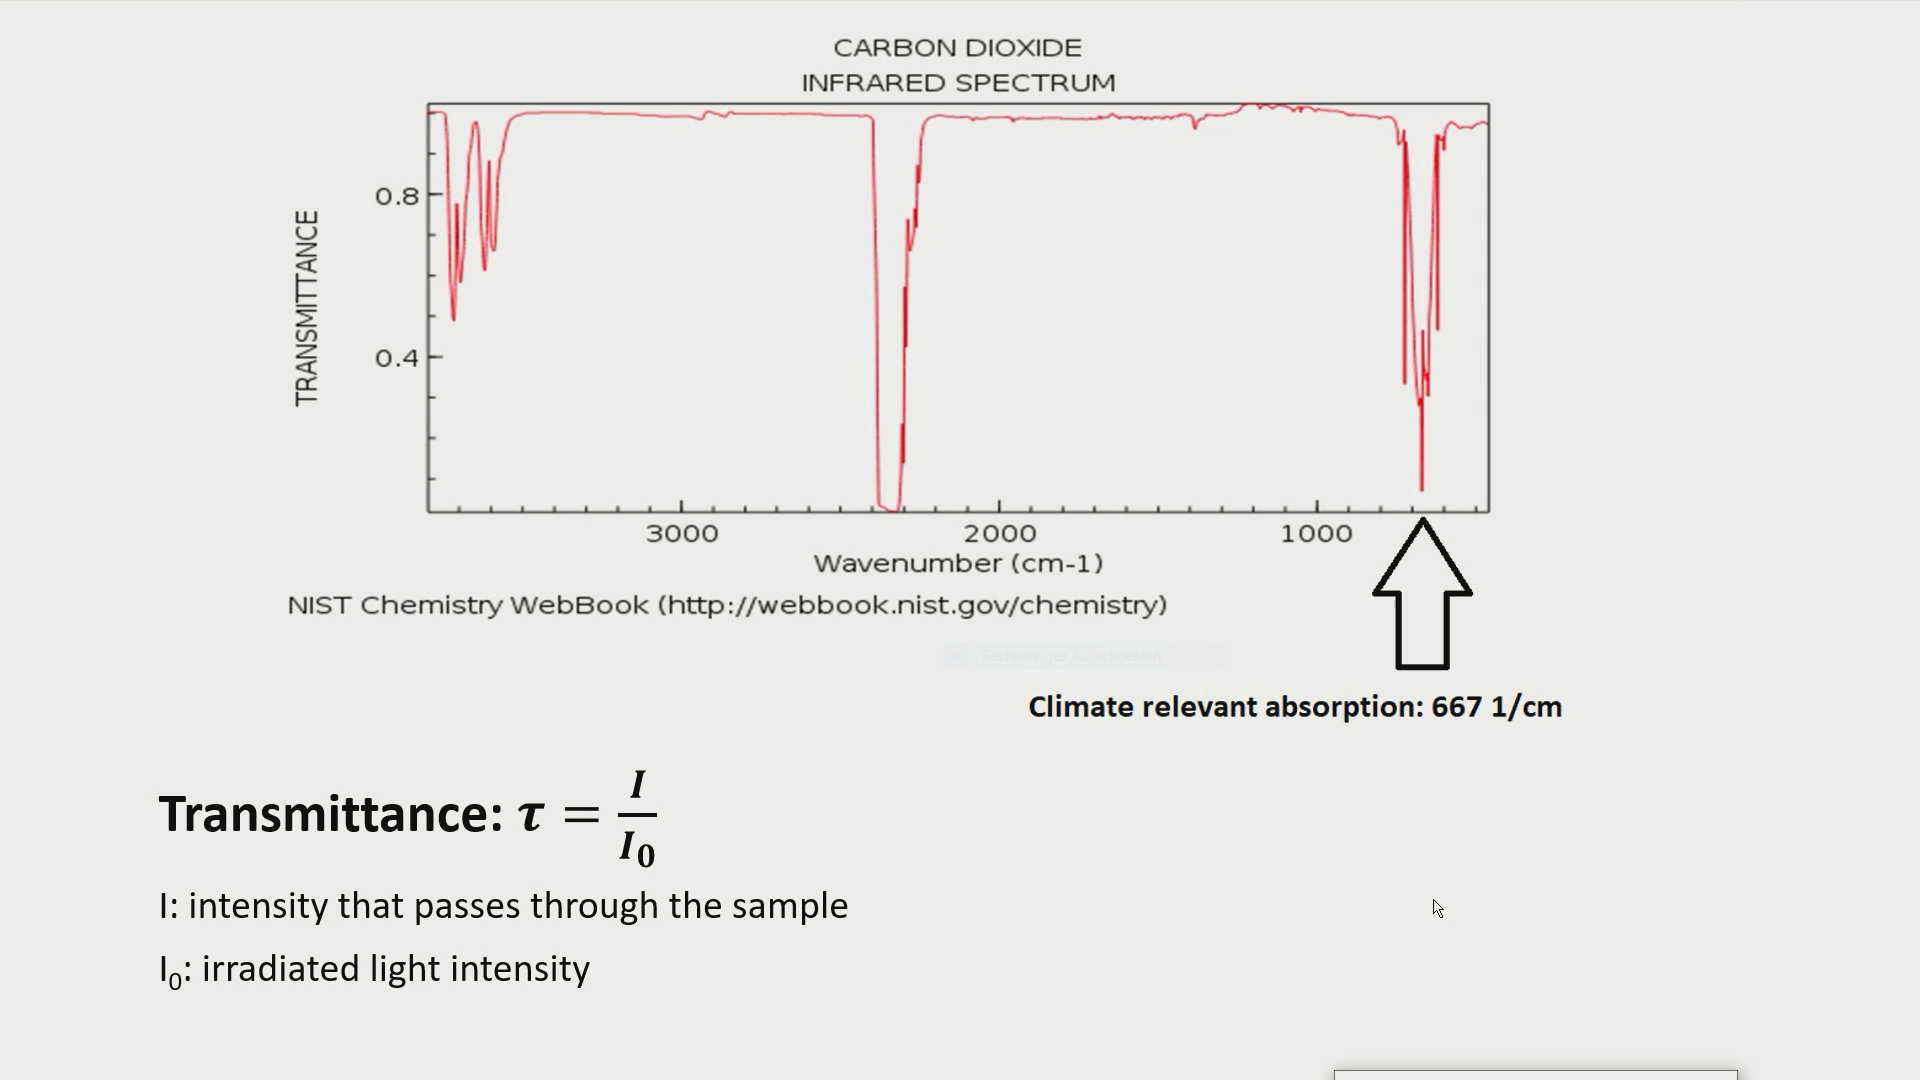 CARBON DIOXIDE
INFRARED SPECTRUM
TRANSMITTANCE
0.8
0.4
3000 2000 1000
Wavenumber (cm-1)
NIST Chemistry WebBook (http://webbook.nist.gov/chemistry)
Rechteckiges Ausschneiden
Climate relevant absorption: 667 1/cm
Transmittance: τ = I / I₀
I: intensity that passes through the sample
I₀: irradiated light intensity